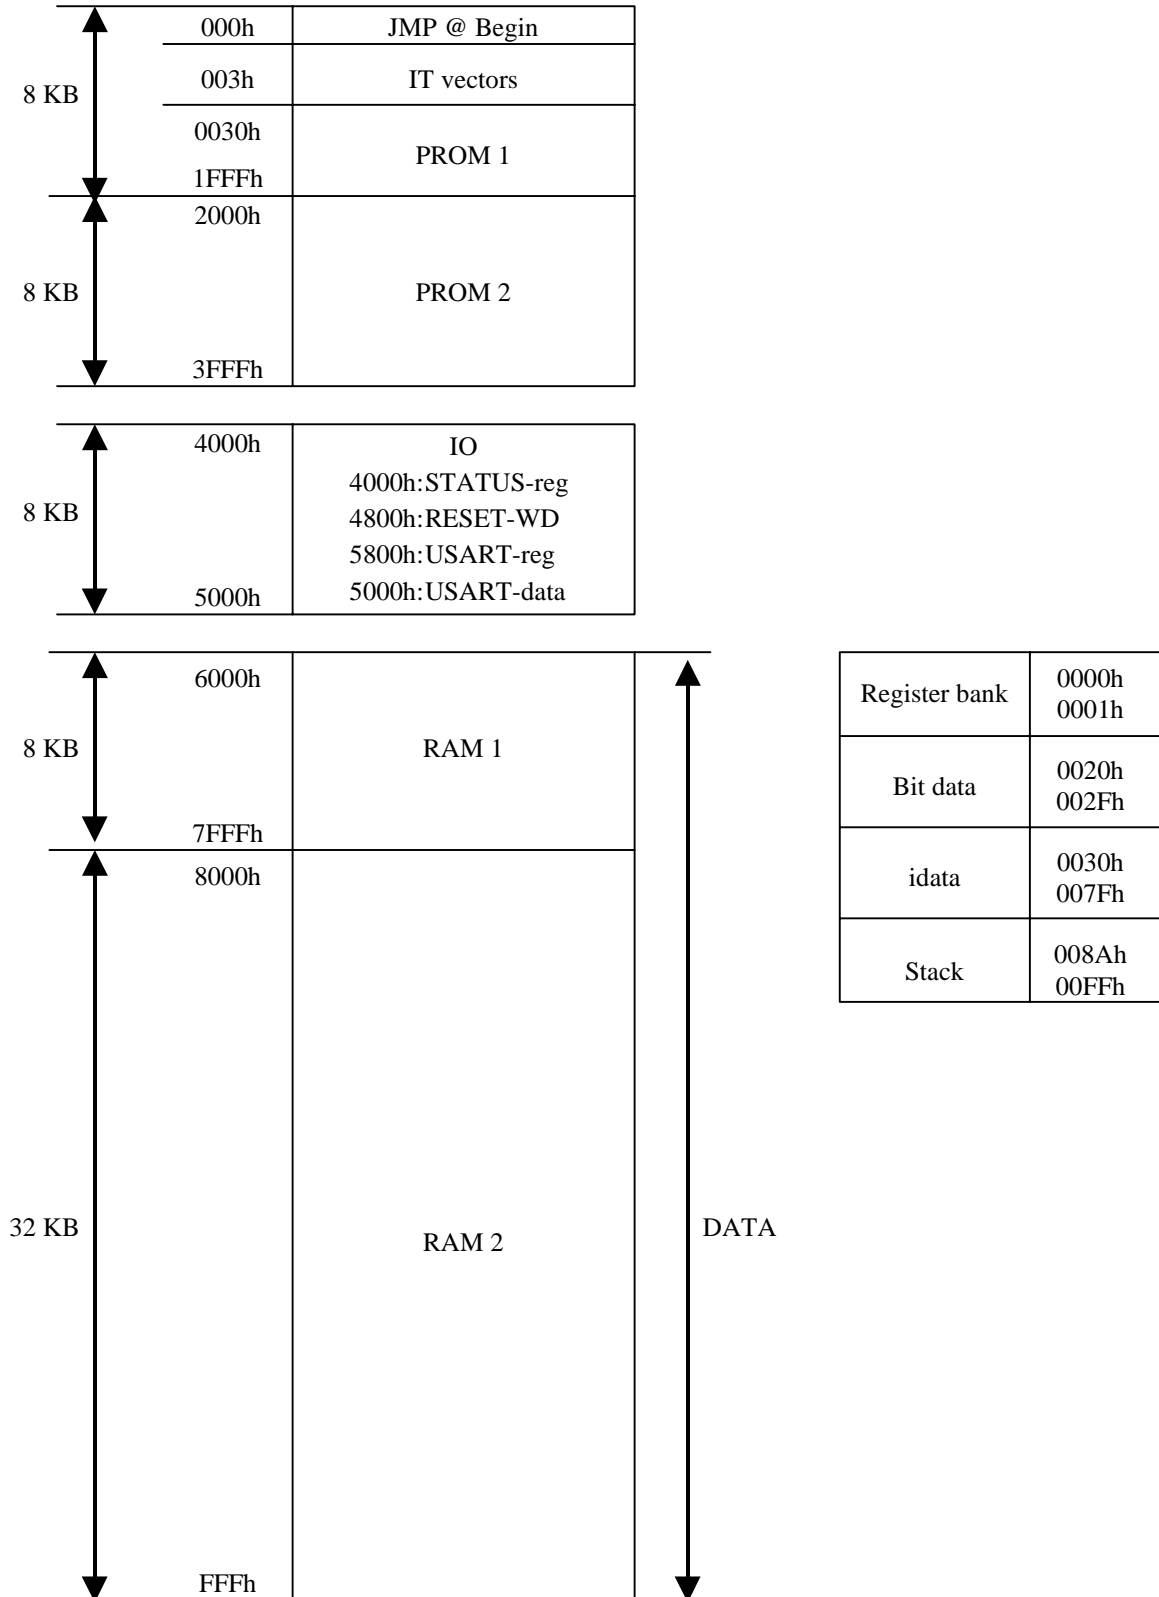 000h JMP @ Begin
003h IT vectors
8 KB
0030h
PROM 1
1FFFh
2000h
8 KB PROM 2
3FFFh
4000h IO
4000h:STATUS-reg
8 KB 4800h:RESET-WD
5800h:USART-reg
5000h 5000h:USART-data
6000h
8 KB RAM 1
7FFFh
8000h
32 KB RAM 2 DATA
FFFh
Register bank 0000h
0001h
Bit data 0020h
002Fh
idata 0030h
007Fh
Stack 008Ah
00FFh